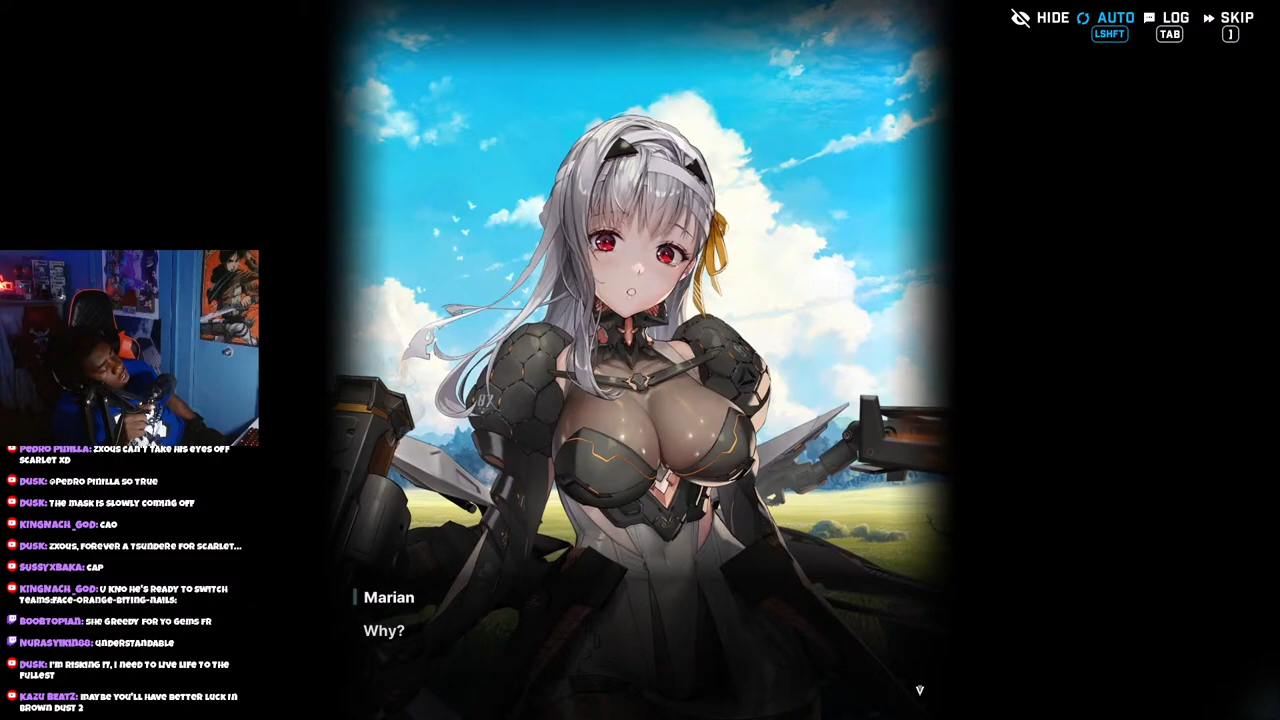 HIDE AUTO LOG SKIP
LSHFT TAB ]
87
PEDRO PINILLA: ZXOUS CAN'T TAKE HIS EYES OFF
SCARLET XD
DUSK: @PEDRO PINILLA SO TRUE
DUSK: THE MASK IS SLOWLY COMING OFF
KINGNACH_GOD: CAO
DUSK: ZXOUS, FOREVER A TSUNDERE FOR SCARLET...
SUSSYXBAKA: CAP
KINGNACH_GOD: U KNO HE'S READY TO SWITCH
TEAMS:FACE-ORANGE-BITING-NAILS:
BOOBTOPIAN: SHE GREEDY FOR YO GEMS FR
NURASYIKIN88: UNDERSTANDABLE
DUSK: I'M RISKING IT, I NEED TO LIVE LIFE TO THE
FULLEST
KAZU BEATZ: MAYBE YOU'LL HAVE BETTER LUCK IN
BROWN DUST 2
Marian
Why?